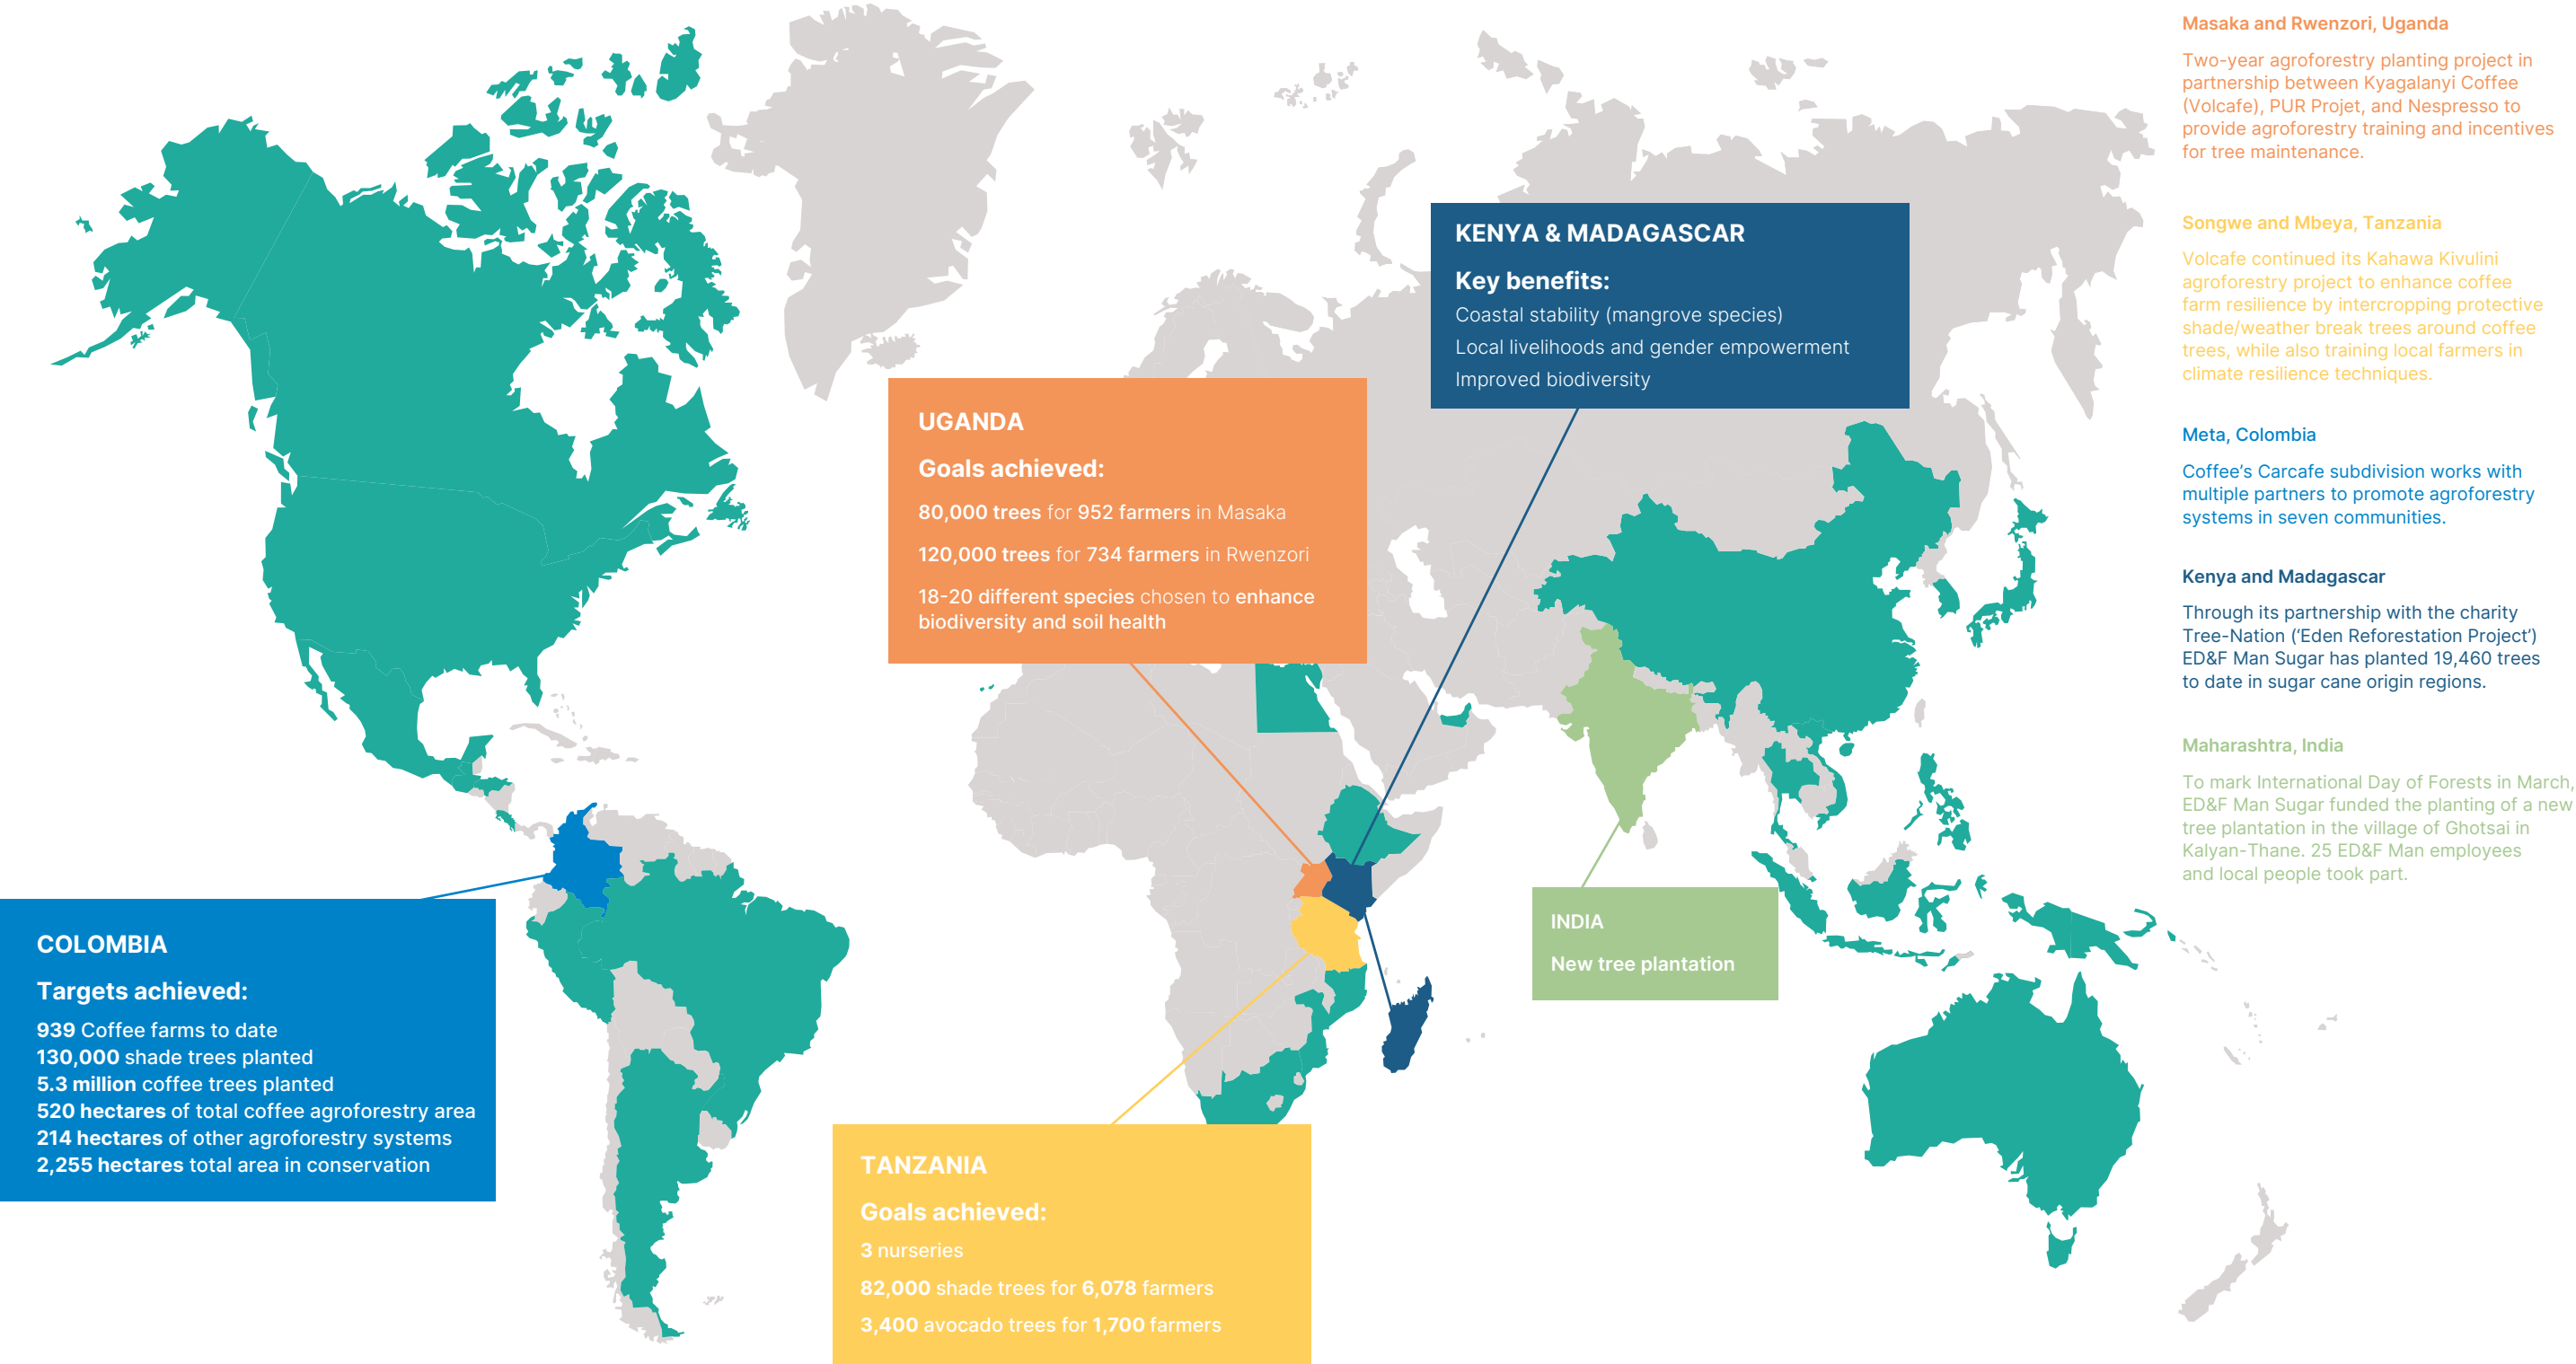 KENYA & MADAGASCAR
Key benefits:
Coastal stability (mangrove species)
Local livelihoods and gender empowerment
Improved biodiversity
UGANDA
Goals achieved:
80,000 trees for 952 farmers in Masaka
120,000 trees for 734 farmers in Rwenzori
18-20 different species chosen to enhance
biodiversity and soil health
COLOMBIA
Targets achieved:
939 Coffee farms to date
130,000 shade trees planted
5.3 million coffee trees planted
520 hectares of total coffee agroforestry area
214 hectares of other agroforestry systems
2,255 hectares total area in conservation
INDIA
New tree plantation
TANZANIA
Goals achieved:
3 nurseries
82,000 shade trees for 6,078 farmers
3,400 avocado trees for 1,700 farmers
Masaka and Rwenzori, Uganda
Two-year agroforestry planting project in
partnership between Kyagalanyi Coffee
(Volcafe), PUR Projet, and Nespresso to
provide agroforestry training and incentives
for tree maintenance.
Songwe and Mbeya, Tanzania
Volcafe continued its Kahawa Kivulini
agroforestry project to enhance coffee
farm resilience by intercropping protective
shade/weather break trees around coffee
trees, while also training local farmers in
climate resilience techniques.
Meta, Colombia
Coffee’s Carcafe subdivision works with
multiple partners to promote agroforestry
systems in seven communities.
Kenya and Madagascar
Through its partnership with the charity
Tree-Nation (‘Eden Reforestation Project’)
ED&F Man Sugar has planted 19,460 trees
to date in sugar cane origin regions.
Maharashtra, India
To mark International Day of Forests in March,
ED&F Man Sugar funded the planting of a new
tree plantation in the village of Ghotsai in
Kalyan-Thane. 25 ED&F Man employees
and local people took part.